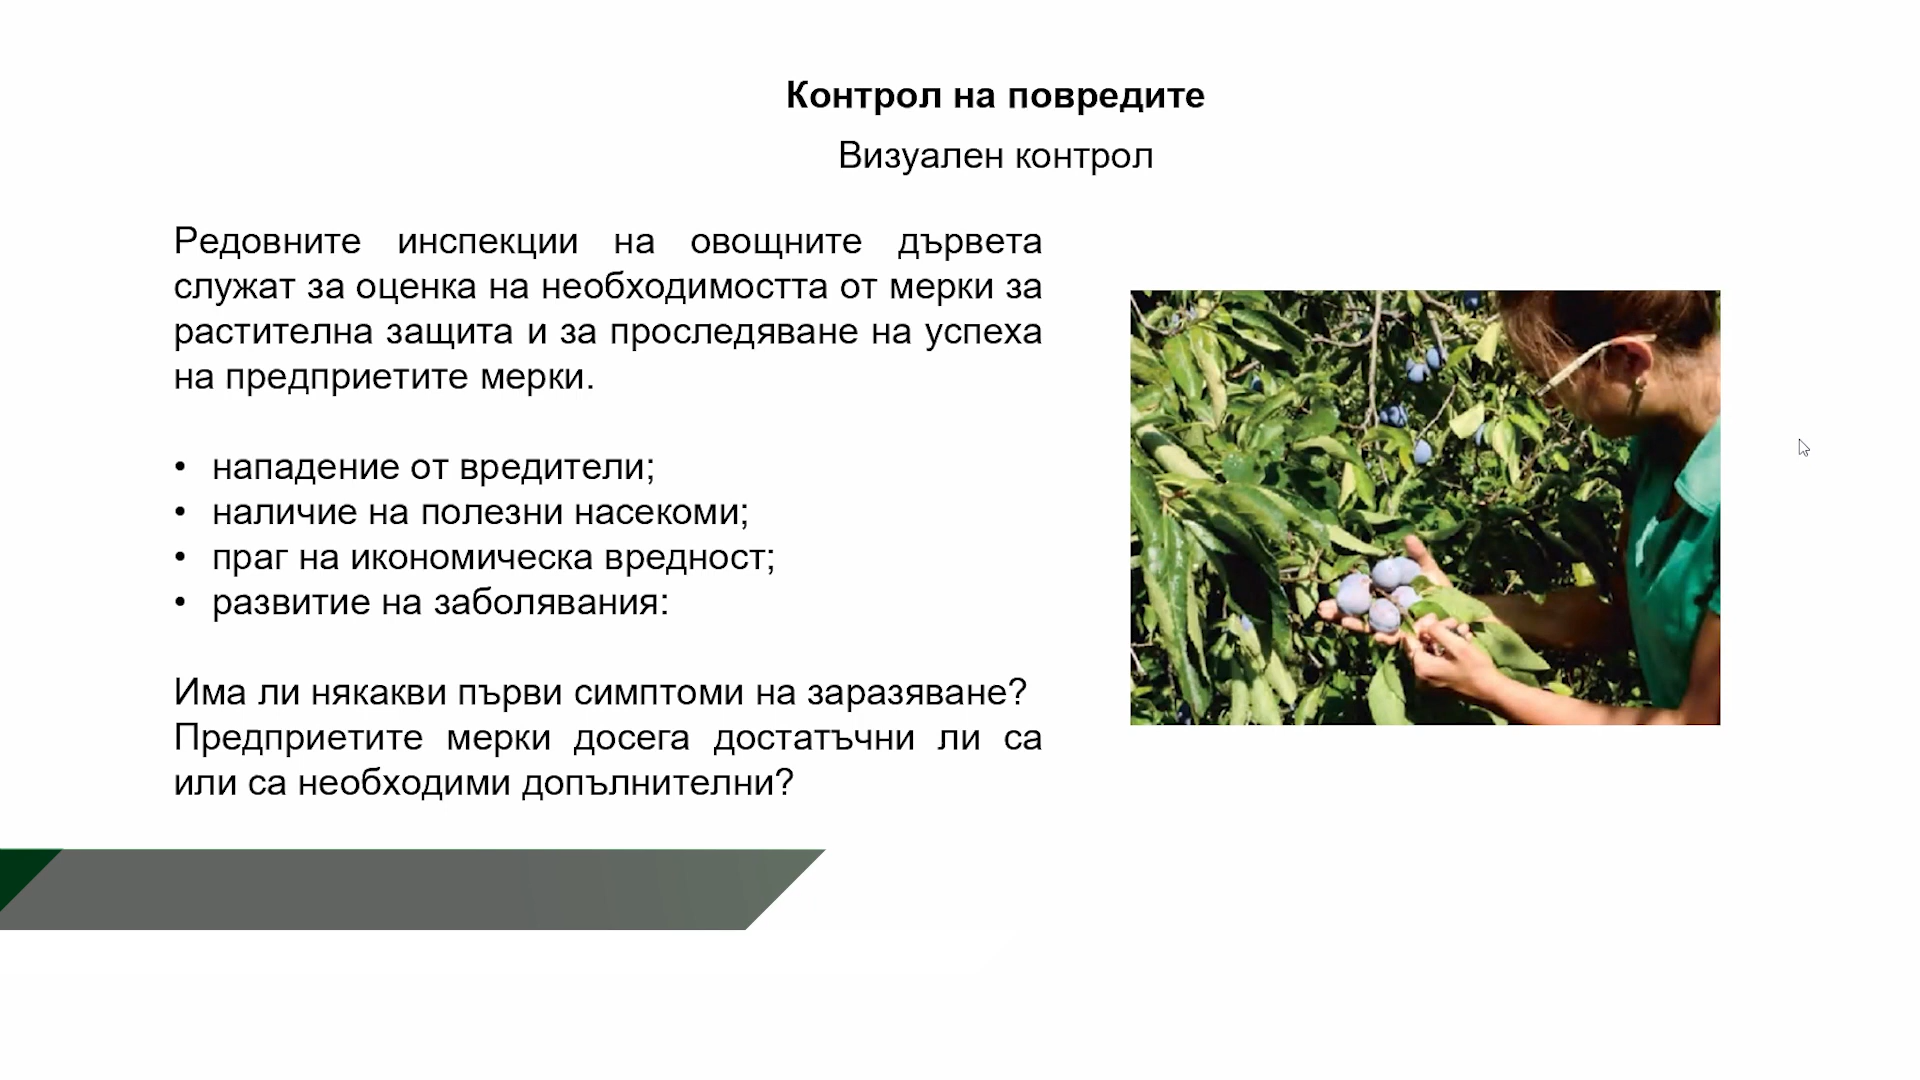 Контрол на повредите
Визуален контрол
Редовните инспекции на овощните дървета
служат за оценка на необходимостта от мерки за
растителна защита и за проследяване на успеха
на предприетите мерки.
• нападение от вредители;
• наличие на полезни насекоми;
• праг на икономическа вредност;
• развитие на заболявания:
Има ли някакви първи симптоми на заразяване?
Предприетите мерки досега достатъчни ли са
или са необходими допълнителни?